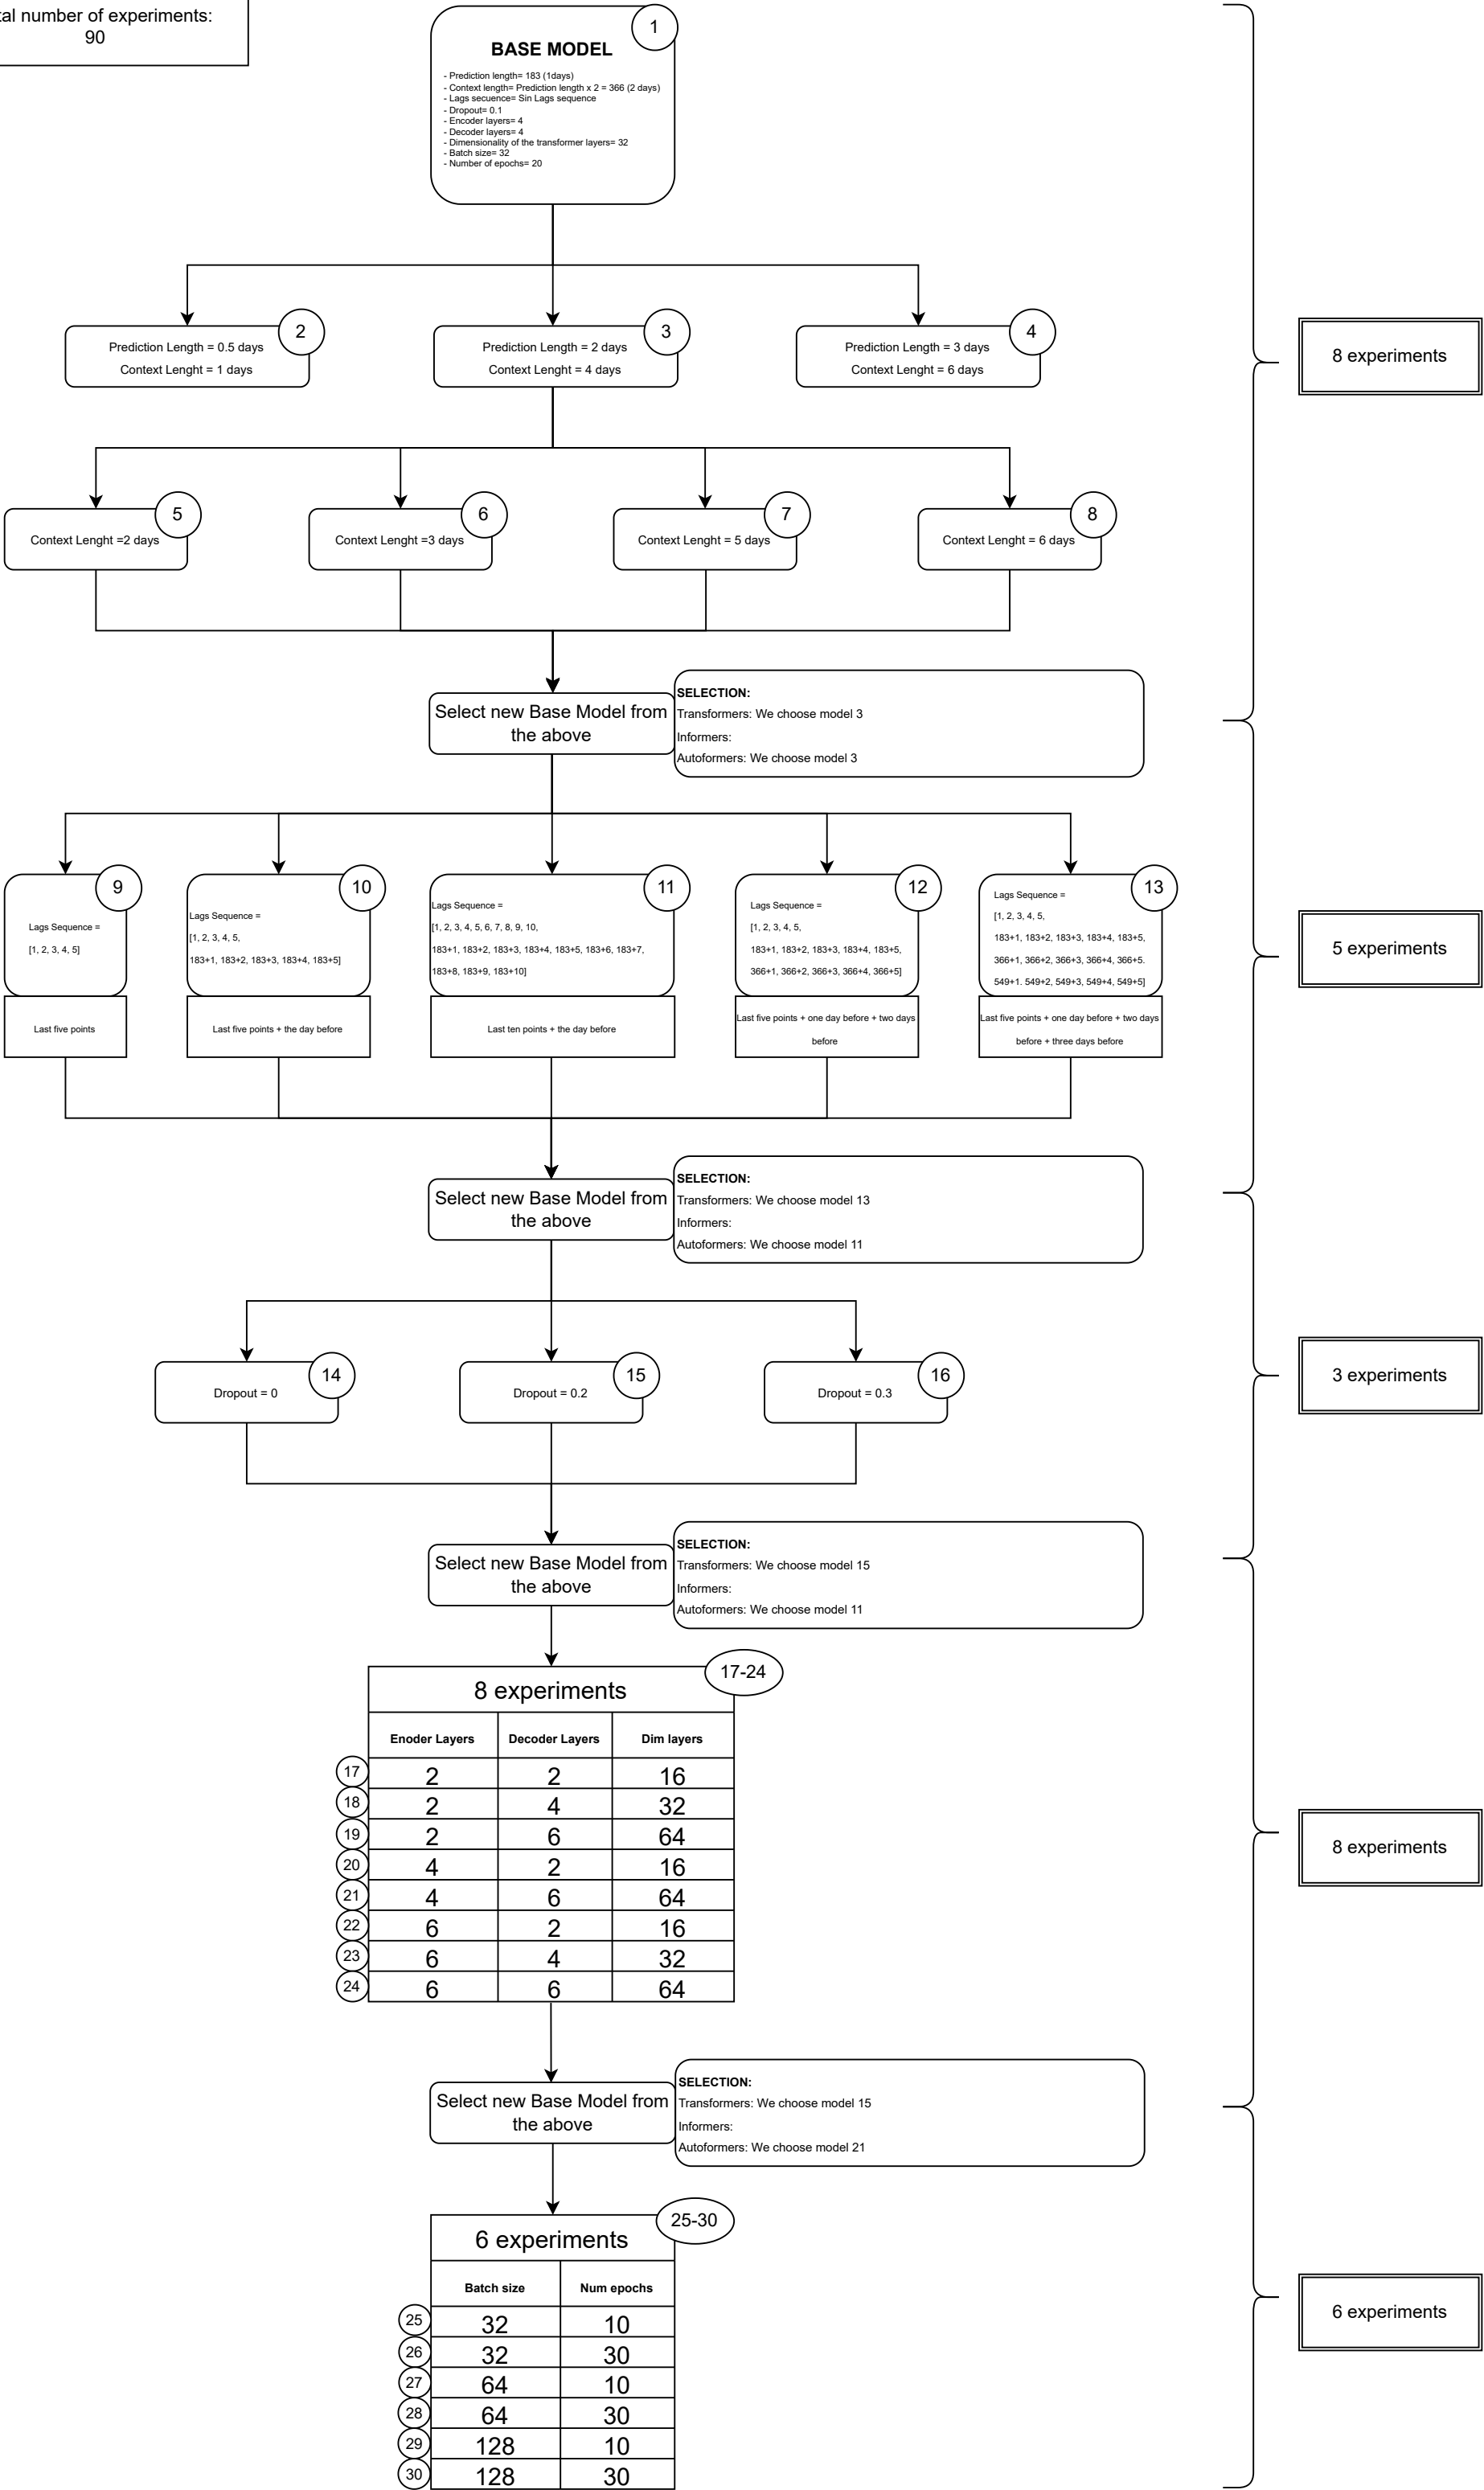 number of experiments:
90
1
BASE MODEL
- Prediction length= 183 (1days)
- Context length= Prediction length x 2 = 366 (2 days)
- Lags secuence= Sin Lags sequence
- Dropout= 0.1
- Encoder layers= 4
- Decoder layers= 4
- Dimensionality of the transformer layers= 32
- Batch size= 32
- Number of epochs= 20
2
Prediction Length = 0.5 days
Context Lenght = 1 days
3
Prediction Length = 2 days
Context Lenght = 4 days
4
Prediction Length = 3 days
Context Lenght = 6 days
8 experiments
5
Context Lenght =2 days
6
Context Lenght =3 days
7
Context Lenght = 5 days
8
Context Lenght = 6 days
Select new Base Model from
the above
SELECTION:
Transformers: We choose model 3
Informers:
Autoformers: We choose model 3
9
Lags Sequence =
[1, 2, 3, 4, 5]
Last five points
10
Lags Sequence =
[1, 2, 3, 4, 5,
183+1, 183+2, 183+3, 183+4, 183+5]
Last five points + the day before
11
Lags Sequence =
[1, 2, 3, 4, 5, 6, 7, 8, 9, 10,
183+1, 183+2, 183+3, 183+4, 183+5, 183+6, 183+7,
183+8, 183+9, 183+10]
Last ten points + the day before
12
Lags Sequence =
[1, 2, 3, 4, 5,
183+1, 183+2, 183+3, 183+4, 183+5,
366+1, 366+2, 366+3, 366+4, 366+5]
Last five points + one day before + two days
before
13
Lags Sequence =
[1, 2, 3, 4, 5,
183+1, 183+2, 183+3, 183+4, 183+5,
366+1, 366+2, 366+3, 366+4, 366+5.
549+1. 549+2, 549+3, 549+4, 549+5]
Last five points + one day before + two days
before + three days before
5 experiments
Select new Base Model from
the above
SELECTION:
Transformers: We choose model 13
Informers:
Autoformers: We choose model 11
14
Dropout = 0
15
Dropout = 0.2
16
Dropout = 0.3
3 experiments
Select new Base Model from
the above
SELECTION:
Transformers: We choose model 15
Informers:
Autoformers: We choose model 11
17-24
8 experiments
Enoder Layers Decoder Layers Dim layers
17 2 2 16
18 2 4 32
19 2 6 64
20 4 2 16
21 4 6 64
22 6 2 16
23 6 4 32
24 6 6 64
8 experiments
Select new Base Model from
the above
SELECTION:
Transformers: We choose model 15
Informers:
Autoformers: We choose model 21
25-30
6 experiments
Batch size Num epochs
25 32 10
26 32 30
27 64 10
28 64 30
29 128 10
30 128 30
6 experiments